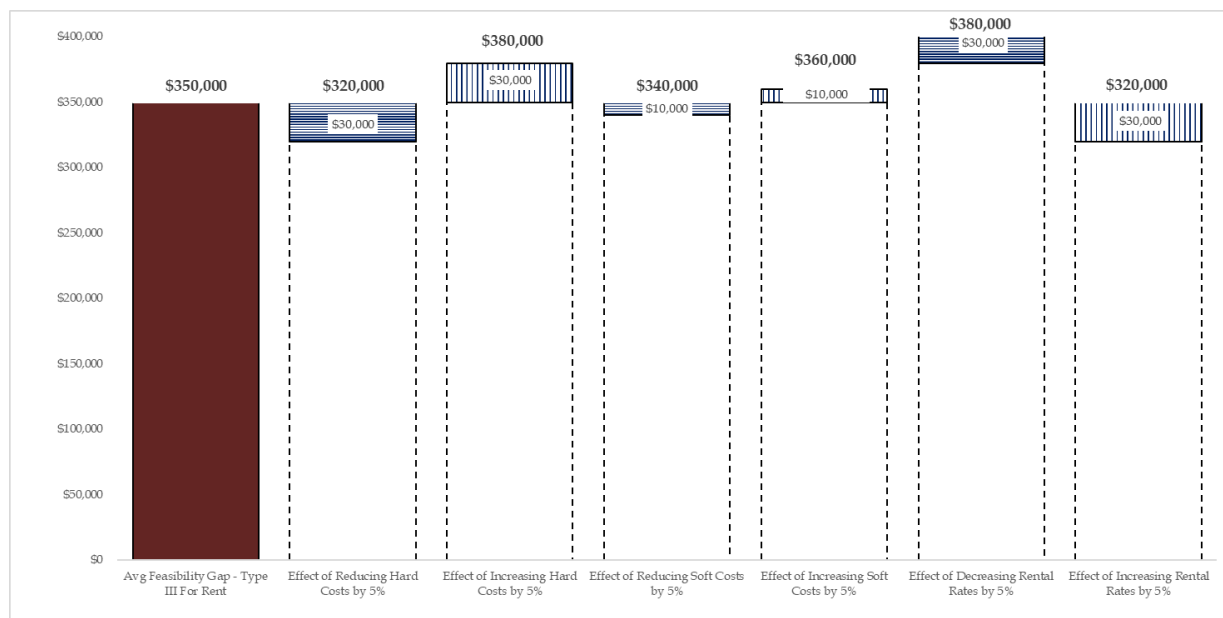 $400,000
$350,000
$300,000
$250,000
$200,000
$150,000
$100,000
$50,000
$0
$350,000
$320,000
$30,000
$380,000
$30,000
$340,000
$10,000
$360,000
$10,000
$380,000
$30,000
$320,000
$30,000
Avg Feasibility Gap - Type
III For Rent
Effect of Reducing Hard
Costs by 5%
Effect of Increasing Hard
Costs by 5%
Effect of Reducing Soft Costs
by 5%
Effect of Increasing Soft
Costs by 5%
Effect of Decreasing Rental
Rates by 5%
Effect of Increasing Rental
Rates by 5%